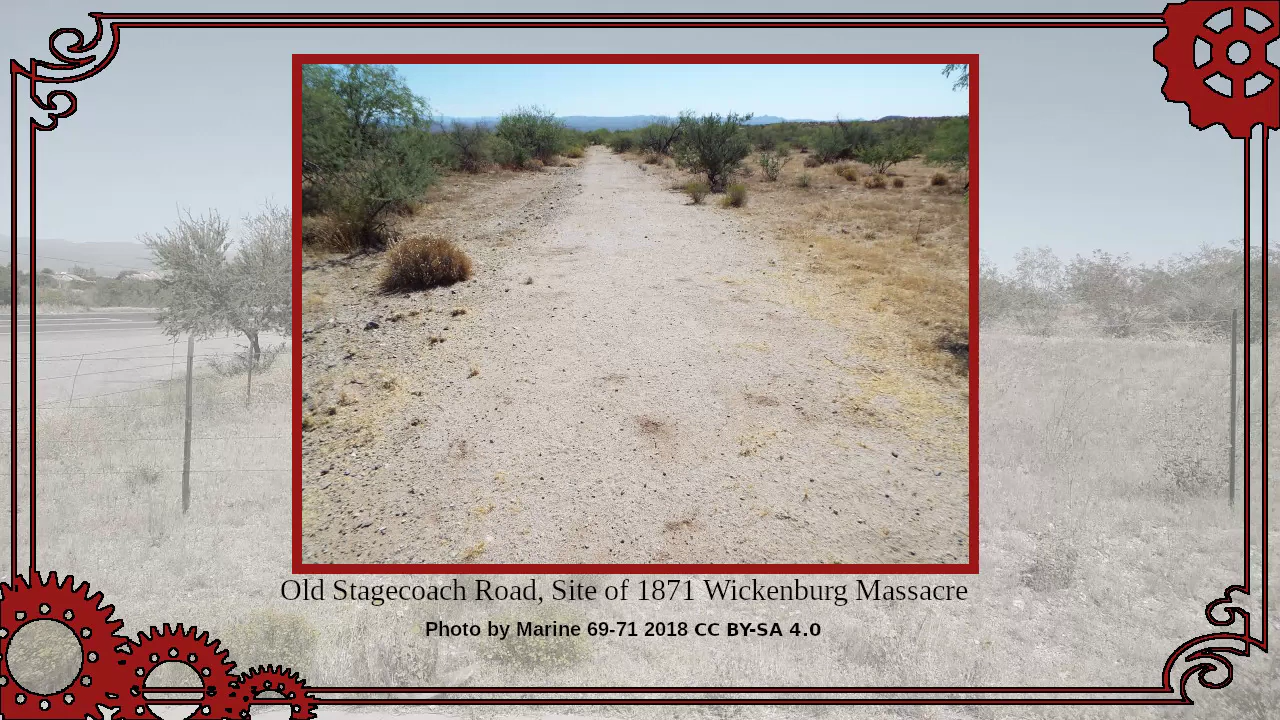 Old Stagecoach Road, Site of 1871 Wickenburg Massacre
Photo by Marine 69-71 2018 CC BY-SA 4.0